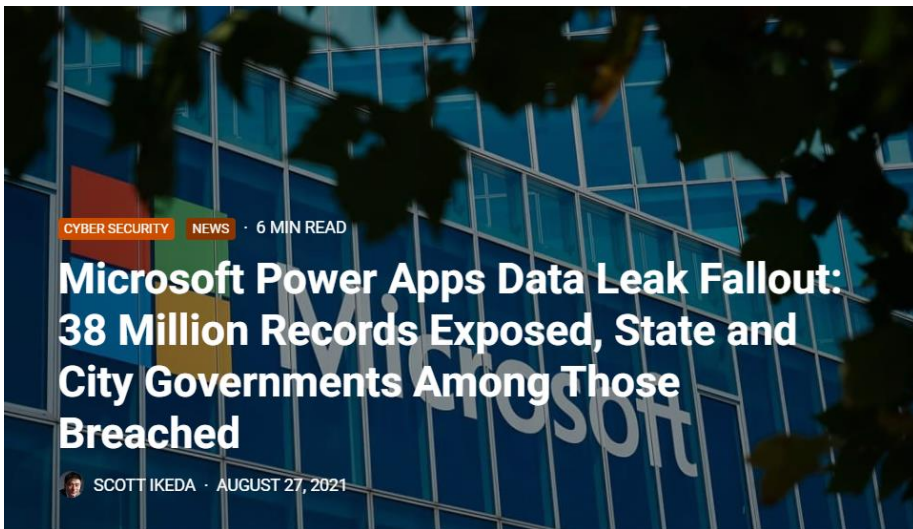 CYBER SECURITY NEWS · 6 MIN READ
Microsoft Power Apps Data Leak Fallout:
38 Million Records Exposed, State and
City Governments Among Those
Breached
Microsoft
SCOTT IKEDA · AUGUST 27, 2021